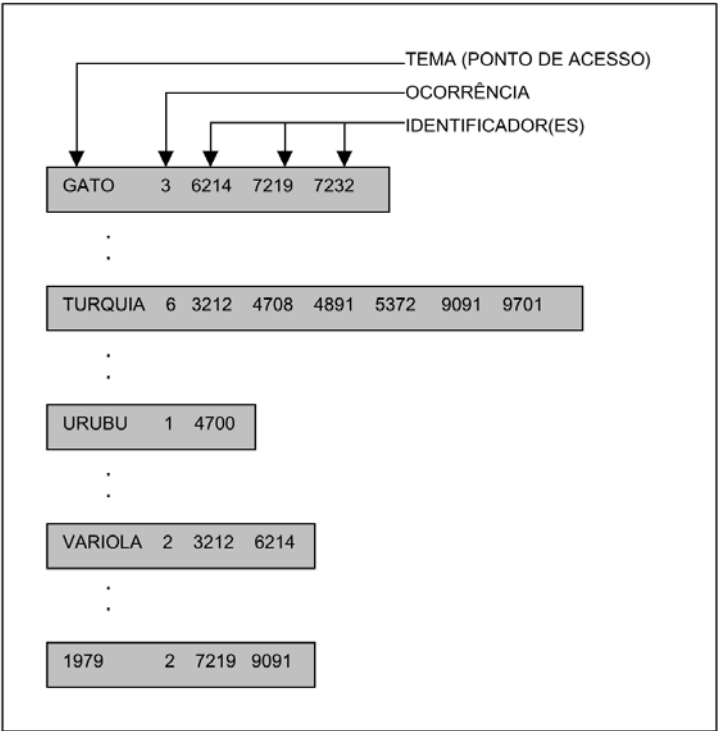 TEMA (PONTO DE ACESSO)
OCORRÊNCIA
IDENTIFICADOR(ES)
GATO 3 6214 7219 7232
TURQUIA 6 3212 4708 4891 5372 9091 9701
URUBU 1 4700
VARIOLA 2 3212 6214
1979 2 7219 9091